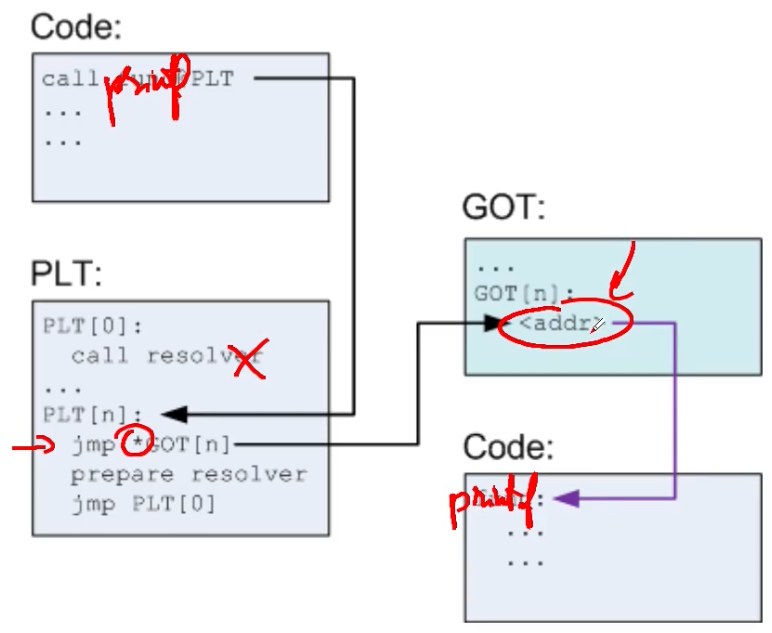 Code:
call printf PLT
...
...
PLT:
PLT[0]:
call resolver
...
PLT[n]:
jmp *GOT[n]
prepare resolver
jmp PLT[0]
GOT:
...
GOT[n]:
<addr>
Code:
printf:
...
...